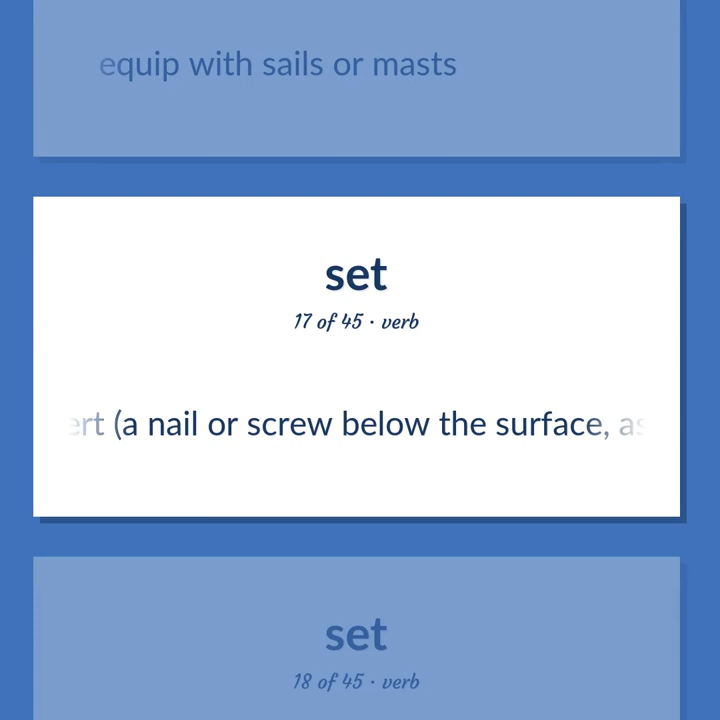 equip with sails or masts
set
17 of 45 · verb
(a nail or screw below the surface,
set
18 of 45 · verb